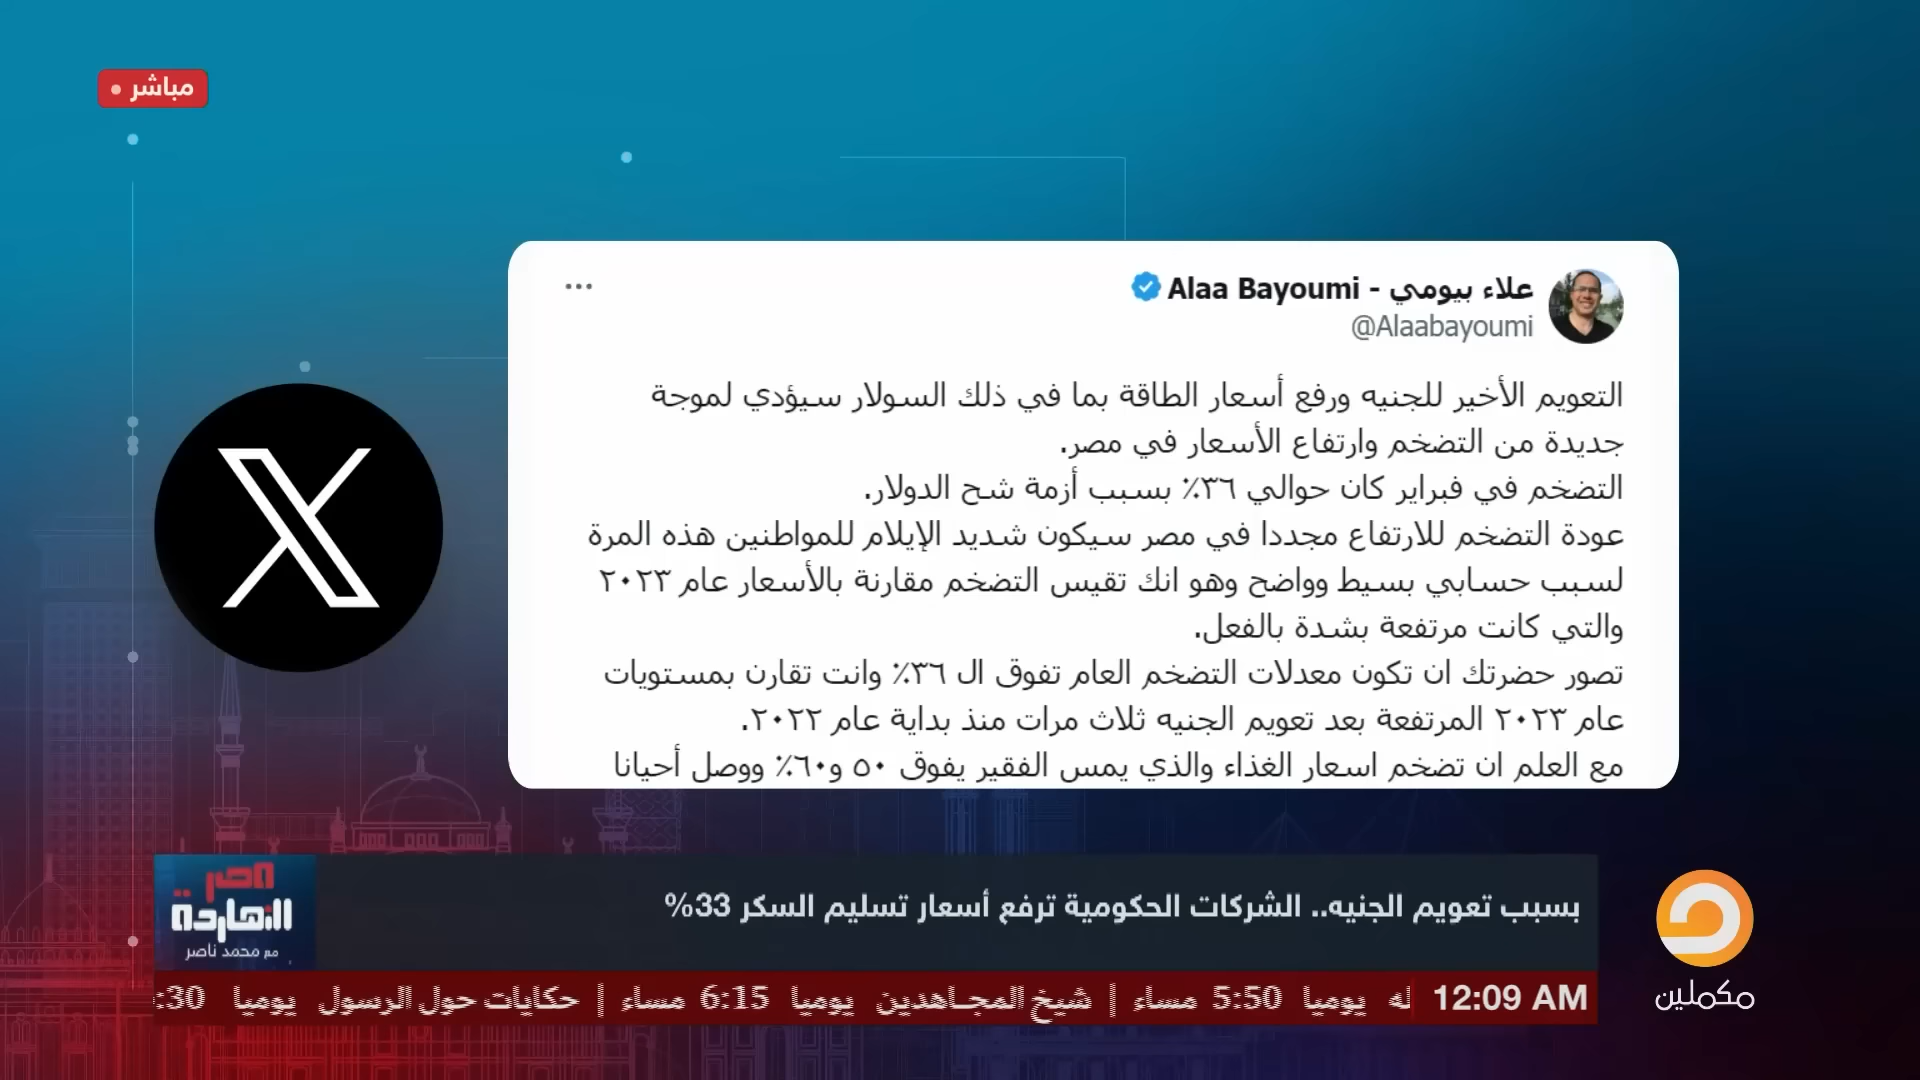 مباشر
علاء بيومي - Alaa Bayoumi
@Alaabayoumi
التعويم الأخير للجنيه ورفع أسعار الطاقة بما في ذلك السولار سيؤدي لموجة
جديدة من التضخم وارتفاع الأسعار في مصر.
التضخم في فبراير كان حوالي ٣٦٪ بسبب أزمة شح الدولار.
عودة التضخم للارتفاع مجددا في مصر سيكون شديد الإيلام للمواطنين هذه المرة
لسبب حسابي بسيط وواضح وهو انك تقيس التضخم مقارنة بالأسعار عام ٢٠٢٣
والتي كانت مرتفعة بشدة بالفعل.
تصور حضرتك ان تكون معدلات التضخم العام تفوق ال ٣٦٪ وانت تقارن بمستويات
عام ٢٠٢٣ المرتفعة بعد تعويم الجنيه ثلاث مرات منذ بداية عام ٢٠٢٢.
مع العلم ان تضخم اسعار الغذاء والذي يمس الفقير يفوق ٥٠ و٦٠٪ ووصل أحيانا
بسبب تعويم الجنيه.. الشركات الحكومية ترفع أسعار تسليم السكر 33%
مصر
النهاردة
مع محمد ناصر
12:09 AM
له يوميا 5:50 مساء | شيخ المجاهدين يوميا 6:15 مساء | حكايات حول الرسول يوميا 30:
مكملين